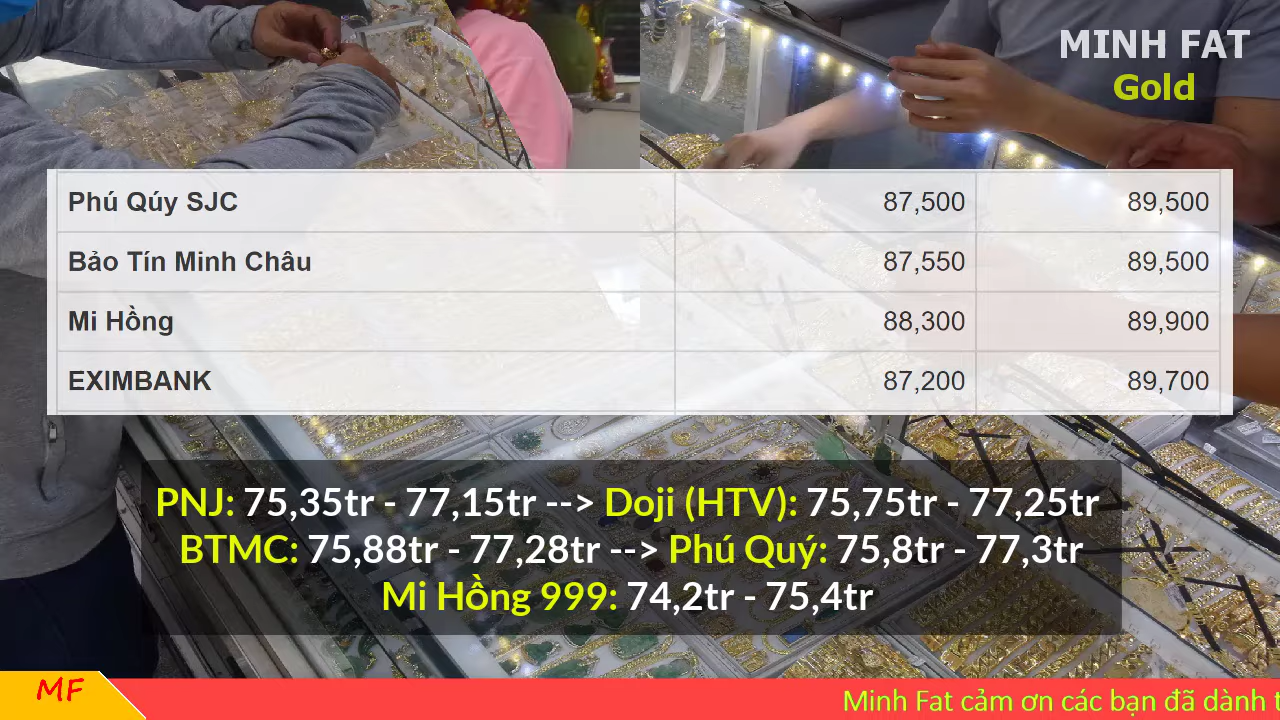 MINH FAT
Gold
Phú Qúy SJC 87,500 89,500
Bảo Tín Minh Châu 87,550 89,500
Mi Hồng 88,300 89,900
EXIMBANK 87,200 89,700
PNJ: 75,35tr - 77,15tr --> Doji (HTV): 75,75tr - 77,25tr
BTMC: 75,88tr - 77,28tr --> Phú Quý: 75,8tr - 77,3tr
Mi Hồng 999: 74,2tr - 75,4tr
MF
Minh Fat cảm ơn các bạn đã dành